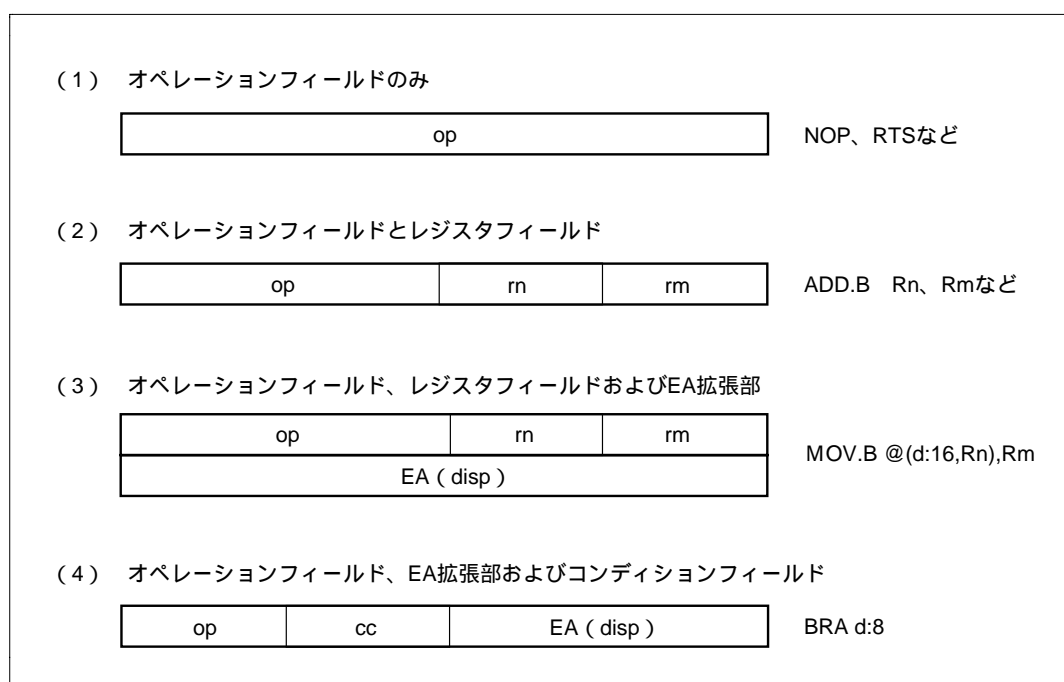 （1） オペレーションフィールドのみ
op NOP、RTSなど
（2） オペレーションフィールドとレジスタフィールド
op rn rm ADD.B Rn、Rmなど
（3） オペレーションフィールド、レジスタフィールドおよびEA拡張部
op rn rm
MOV.B @(d:16,Rn),Rm
EA（disp）
（4） オペレーションフィールド、EA拡張部およびコンディションフィールド
op cc EA（disp） BRA d:8